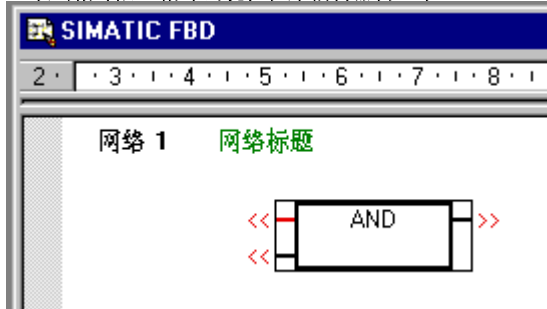 SIMATIC FBD
2 · · 3 · ı · 4 · ı · 5 · ı · 6 · ı · 7 · ı · 8 · ı
网络 1 网络标题
<< AND >>
<<